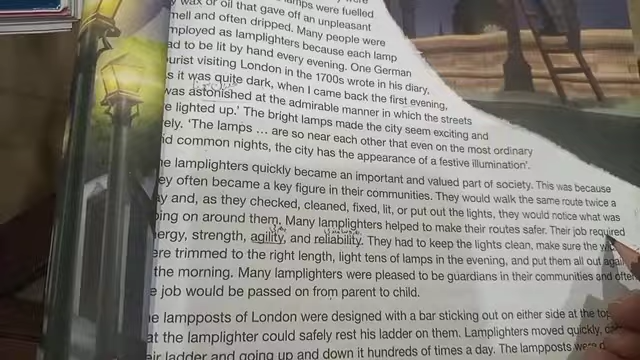 lamps were fuelled
wax or oil that gave off an unpleasant
mell and often dripped. Many people were
mployed as lamplighters because each lamp
ad to be lit by hand every evening. One German
urist visiting London in the 1700s wrote in his diary,
s it was quite dark, when I came back the first evening,
was astonished at the admirable manner in which the streets
e lighted up.' The bright lamps made the city seem exciting and
ely. 'The lamps ... are so near each other that even on the most ordinary
d common nights, the city has the appearance of a festive illumination'.
e lamplighters quickly became an important and valued part of society. This was because
ey often became a key figure in their communities. They would walk the same route twice a
ay and, as they checked, cleaned, fixed, lit, or put out the lights, they would notice what was
oing on around them. Many lamplighters helped to make their routes safer. Their job required
ergy, strength, agility, and reliability. They had to keep the lights clean, make sure the
ere trimmed to the right length, light tens of lamps in the evening, and put them all out again
the morning. Many lamplighters were pleased to be guardians in their communities and often
e job would be passed on from parent to child.
e lampposts of London were designed with a bar sticking out on either side at the top
at the lamplighter could safely rest his ladder on them. Lamplighters moved quickly,
eir ladder and going up and down it hundreds of times a day. The lampposts were